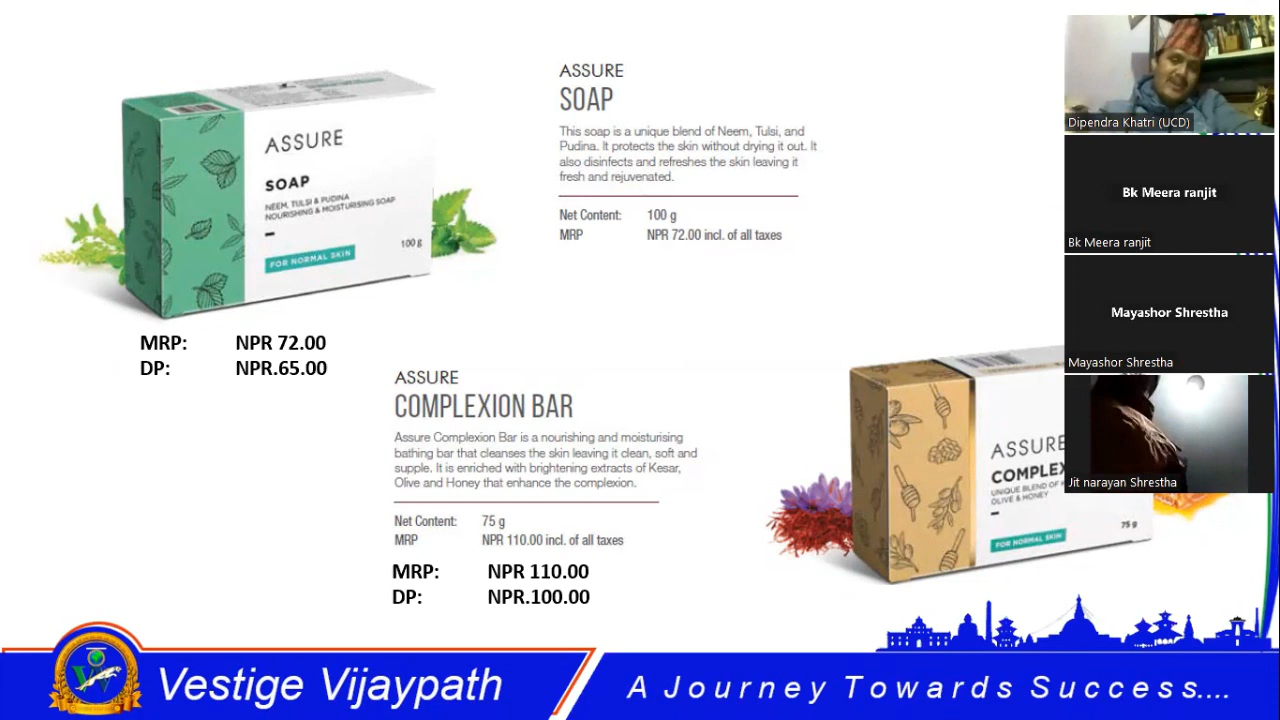 ASSURE
SOAP
NEEM, TULSI & PUDINA
NOURISHING & MOISTURISING SOAP
FOR NORMAL SKIN
100 g
MRP: NPR 72.00
DP: NPR.65.00
ASSURE
SOAP
This soap is a unique blend of Neem, Tulsi, and
Pudina. It protects the skin without drying it out. It
also disinfects and refreshes the skin leaving it
fresh and rejuvenated.
Net Content: 100 g
MRP NPR 72.00 incl. of all taxes
ASSURE
COMPLEXION BAR
Assure Complexion Bar is a nourishing and moisturising
bathing bar that cleanses the skin leaving it clean, soft and
supple. It is enriched with brightening extracts of Kesar,
Olive and Honey that enhance the complexion.
Net Content: 75 g
MRP NPR 110.00 incl. of all taxes
MRP: NPR 110.00
DP: NPR.100.00
ASSURE
COMPLEX
UNIQUE BLEND OF
OLIVE & HONEY
FOR NORMAL SKIN
75 g
Dipendra Khatri (UCD)
Bk Meera ranjit
Bk Meera ranjit
Mayashor Shrestha
Mayashor Shrestha
Jit narayan Shrestha
Vestige Vijaypath
A Journey Towards Success....